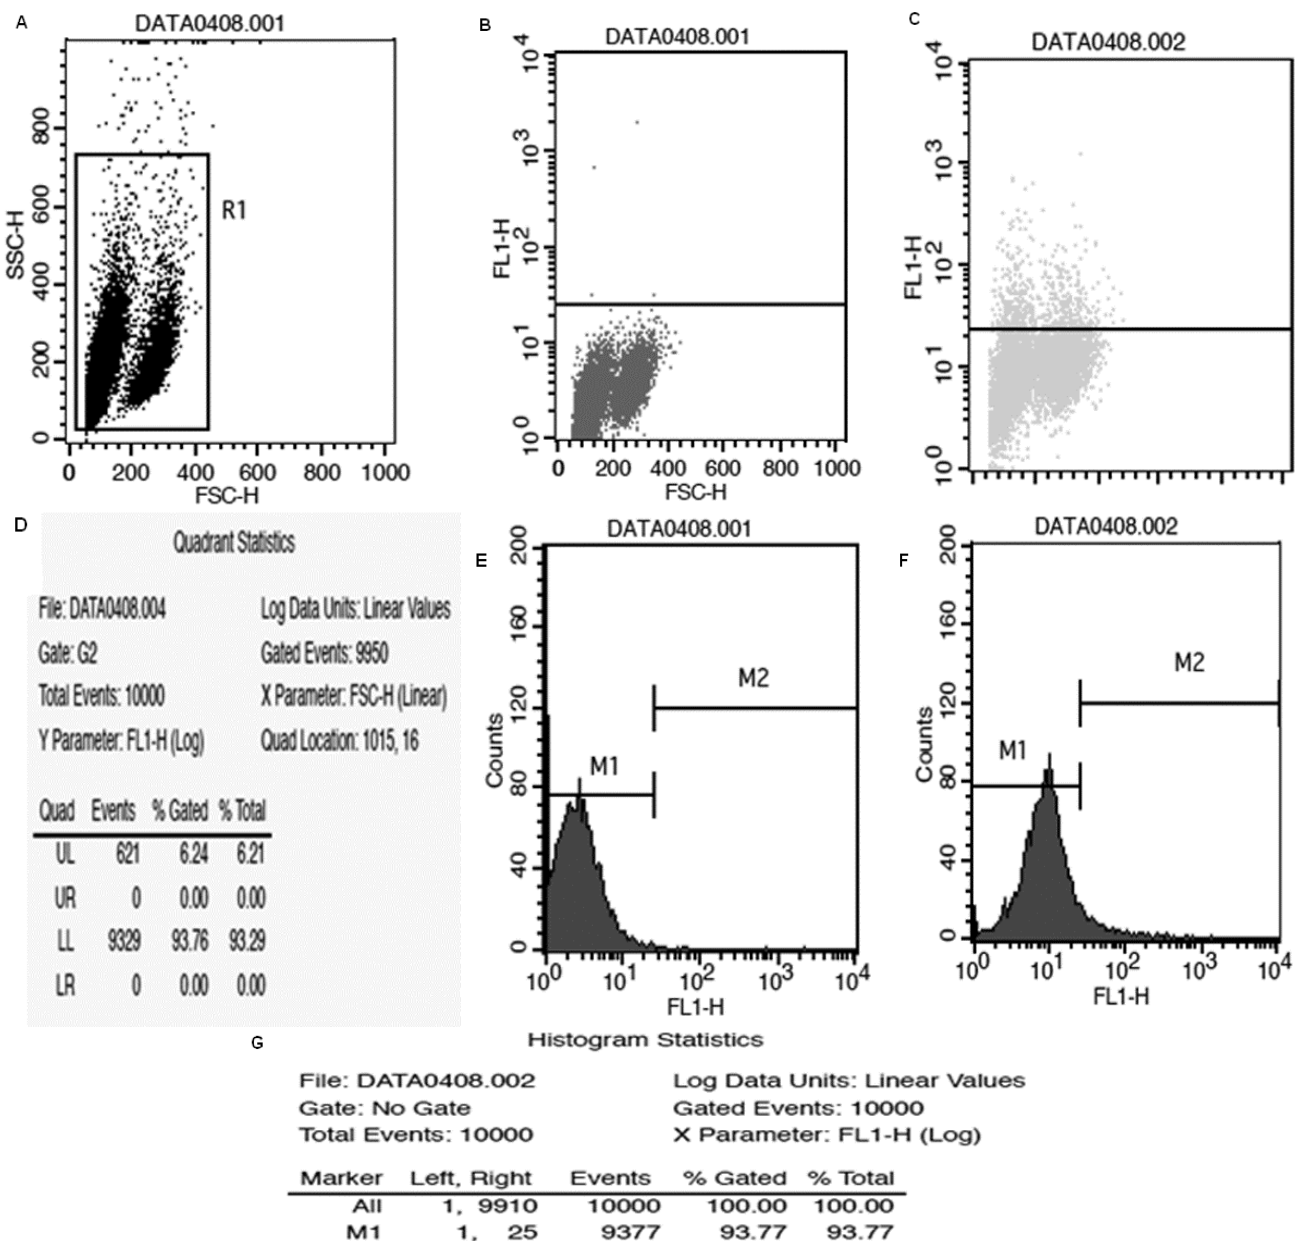 A
DATA0408.001
SSC-H
800
600
400
200
0
R1
0 200 400 600 800 1000
FSC-H
B
DATA0408.001
FL1-H
10^4
10^3
10^2
10^1
10^0
0 200 400 600 800 1000
FSC-H
C
DATA0408.002
FL1-H
10^4
10^3
10^2
10^1
10^0
D
Quadrant Statistics
File: DATA0408.004 Log Data Units: Linear Values
Gate: G2 Gated Events: 9950
Total Events: 10000 X Parameter: FSC-H (Linear)
Y Parameter: FL1-H (Log) Quad Location: 1015, 16
Quad Events % Gated % Total
UL 621 6.24 6.21
UR 0 0.00 0.00
LL 9329 93.76 93.29
LR 0 0.00 0.00
E
DATA0408.001
Counts
200
160
120
80
40
0
M2
M1
10^0 10^1 10^2 10^3 10^4
FL1-H
F
DATA0408.002
Counts
200
160
120
80
40
0
M2
M1
10^0 10^1 10^2 10^3 10^4
FL1-H
G
Histogram Statistics
File: DATA0408.002 Log Data Units: Linear Values
Gate: No Gate Gated Events: 10000
Total Events: 10000 X Parameter: FL1-H (Log)
Marker Left, Right Events % Gated % Total
All 1, 9910 10000 100.00 100.00
M1 1, 25 9377 93.77 93.77